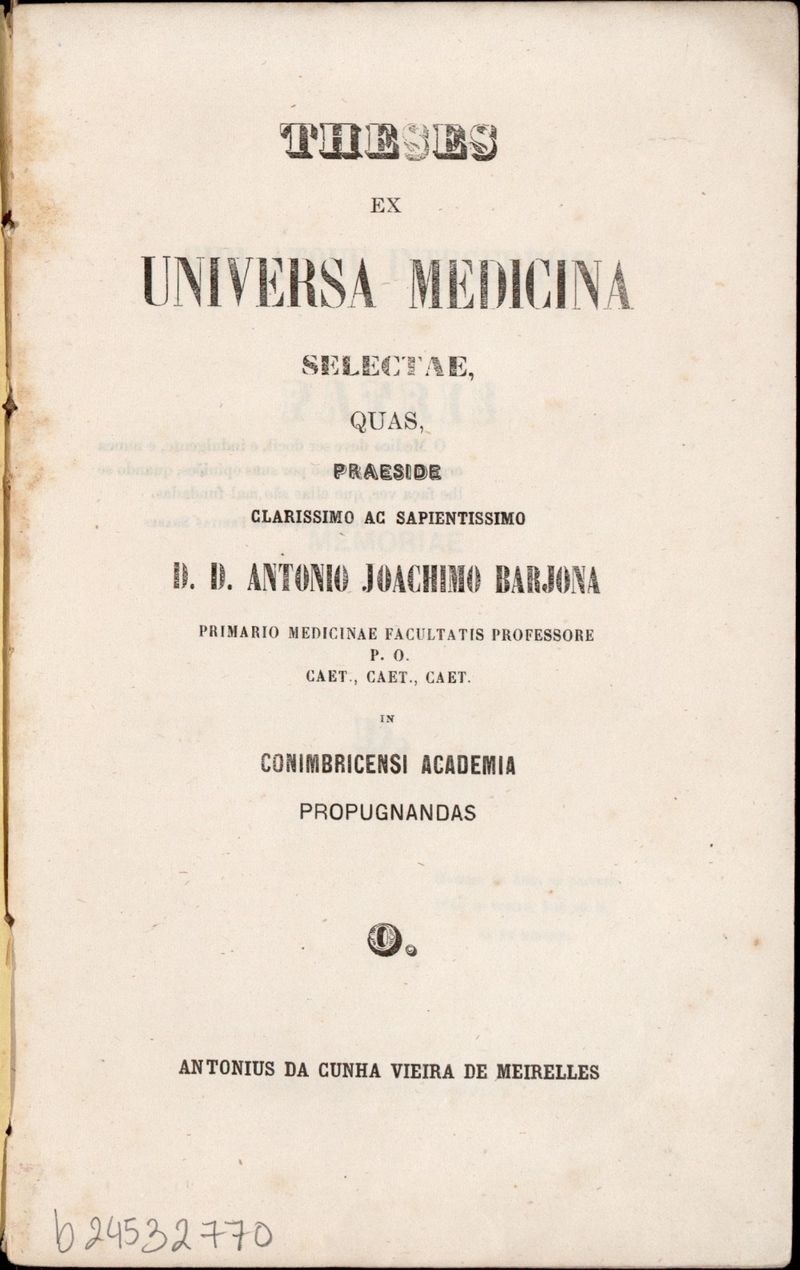 THESES
EX
UNIVERSA MEDICINA
SELECTAE,
QUAS,
PRAESIDE
CLARISSIMO AC SAPIENTISSIMO
D. D. ANTONIO JOACHIMO BARJONA
PRIMARIO MEDICINAE FACULTATIS PROFESSORE
P. O.
CAET., CAET., CAET.
IN
CONIMBRICENSI ACADEMIA
PROPUGNANDAS
O.
ANTONIUS DA CUNHA VIEIRA DE MEIRELLES
b24532770